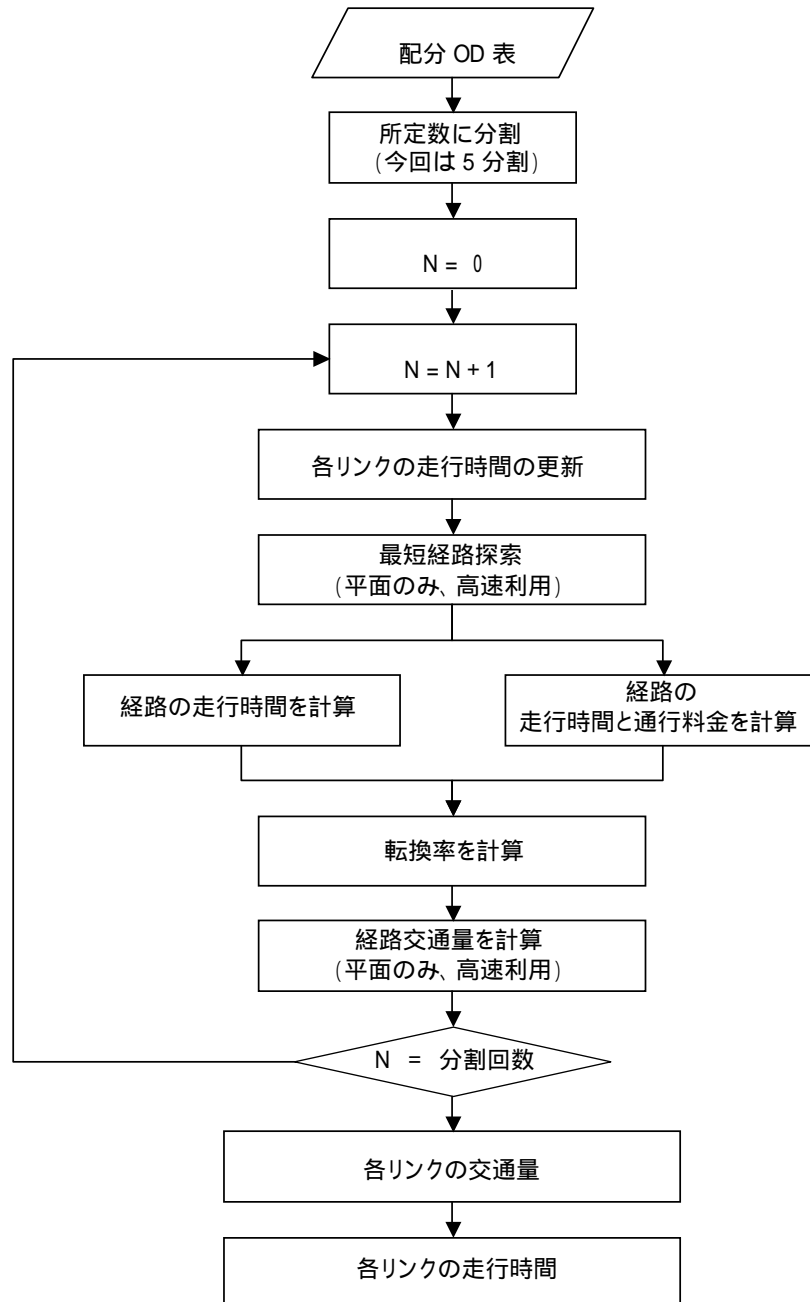 配分 OD 表
所定数に分割
(今回は 5 分割)
N = 0
N = N + 1
各リンクの走行時間の更新
最短経路探索
(平面のみ、高速利用)
経路の走行時間を計算
経路の
走行時間と通行料金を計算
転換率を計算
経路交通量を計算
(平面のみ、高速利用)
N = 分割回数
各リンクの交通量
各リンクの走行時間